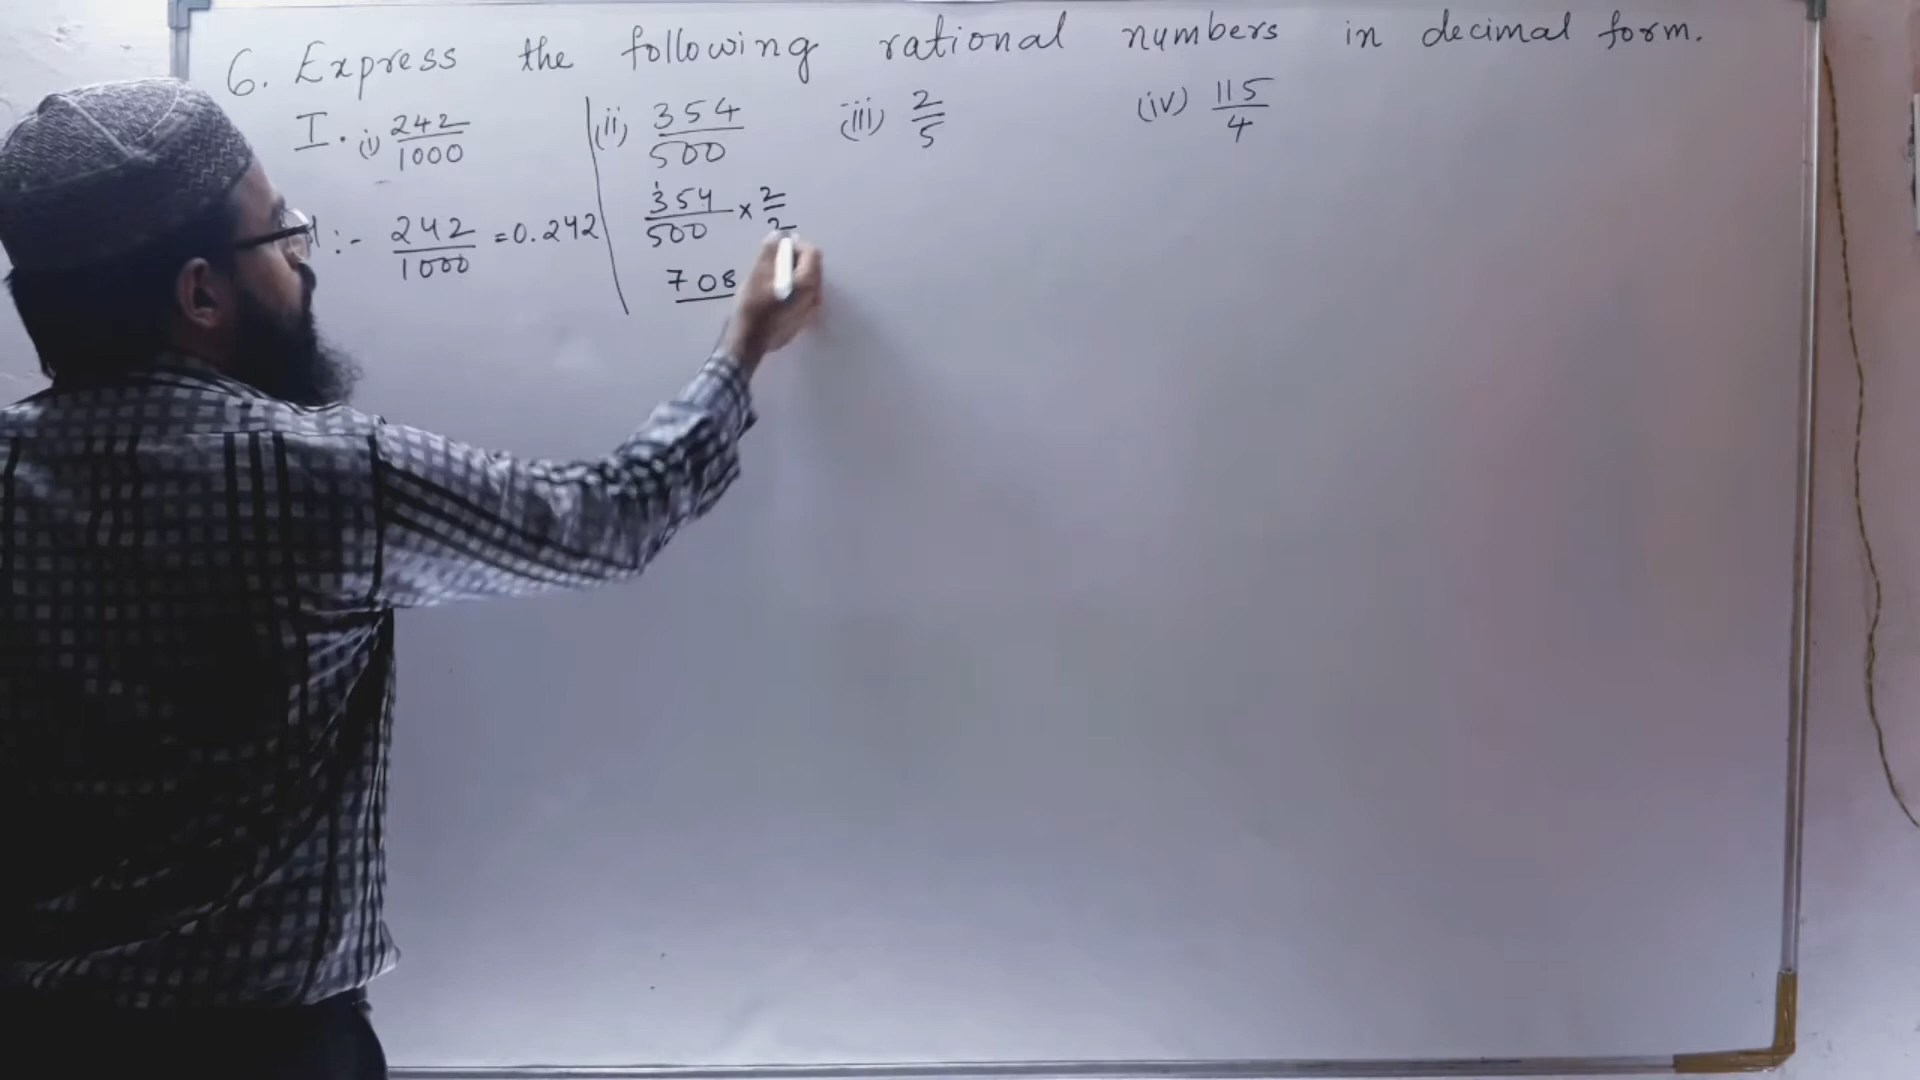 6. Express the following rational numbers in decimal form.
I. (i) 242/1000 (ii) 354/500 (iii) 2/5 (iv) 115/4
:- 242/1000 = 0.242
354/500 × 2/2
708